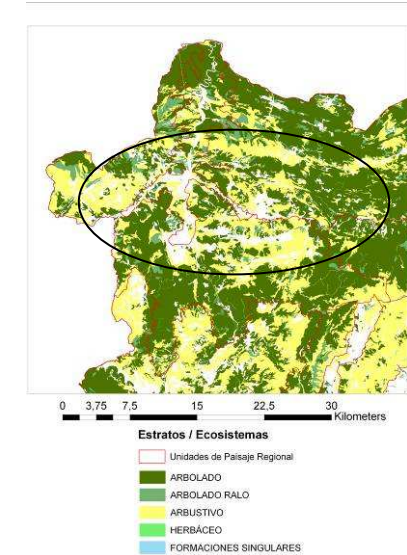 0 3,75 7,5 15 22,5 30
Kilometers
Estratos / Ecosistemas
Unidades de Paisaje Regional
ARBOLADO
ARBOLADO RALO
ARBUSTIVO
HERBÁCEO
FORMACIONES SINGULARES